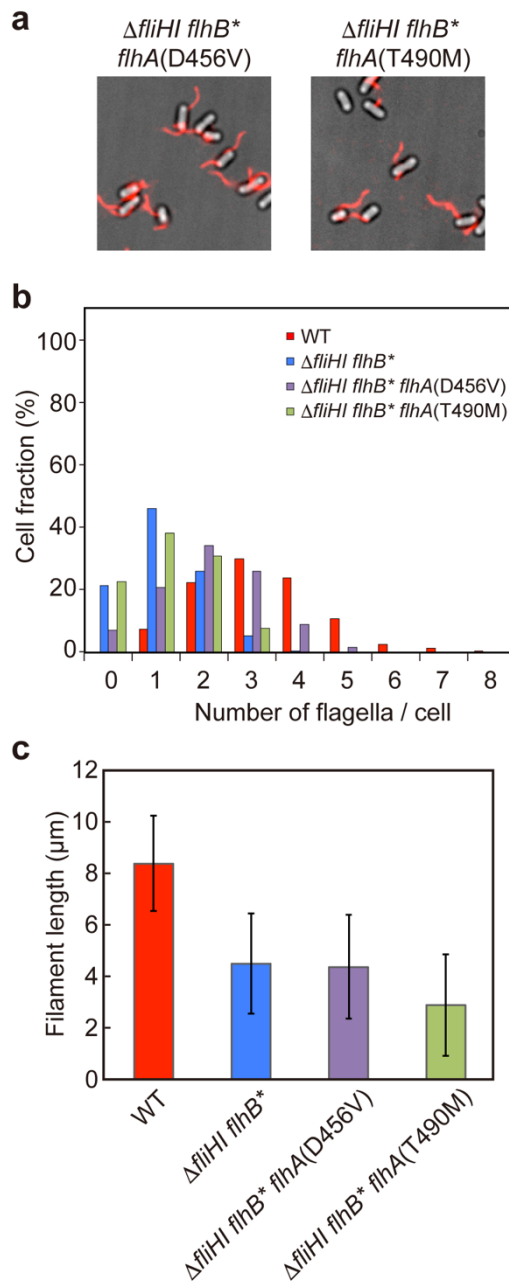 a
ΔfliHI flhB*
flhA(D456V)
ΔfliHI flhB*
flhA(T490M)
b
100
80
60
40
20
0
Cell fraction (%)
WT
ΔfliHI flhB*
ΔfliHI flhB* flhA(D456V)
ΔfliHI flhB* flhA(T490M)
0 1 2 3 4 5 6 7 8
Number of flagella / cell
c
12
10
8
6
4
2
0
Filament length (µm)
WT
ΔfliHI flhB*
ΔfliHI flhB* flhA(D456V)
ΔfliHI flhB* flhA(T490M)